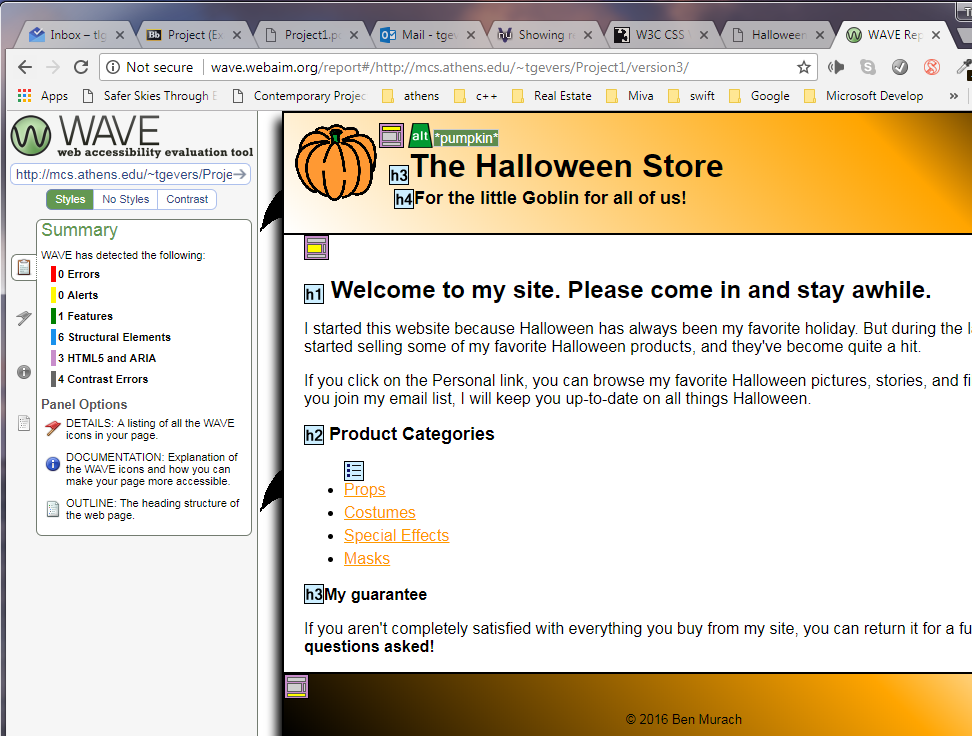 Inbox – tlg
Project (Ex
Project1.p
Mail - tgev
Showing r
W3C CSS
Halloween
WAVE Rep
Not secure
wave.webaim.org/report#/http://mcs.athens.edu/~tgevers/Project1/version3/
Apps
Safer Skies Through E
Contemporary Projec
athens
c++
Real Estate
Miva
swift
Google
Microsoft Develop
»
WAVE
web accessibility evaluation tool
http://mcs.athens.edu/~tgevers/Proje
Styles
No Styles
Contrast
Summary
WAVE has detected the following:
0 Errors
0 Alerts
1 Features
6 Structural Elements
3 HTML5 and ARIA
4 Contrast Errors
Panel Options
DETAILS: A listing of all the WAVE
icons in your page.
DOCUMENTATION: Explanation of
the WAVE icons and how you can
make your page more accessible.
OUTLINE: The heading structure of
the web page.
alt *pumpkin*
h3 The Halloween Store
h4 For the little Goblin for all of us!
h1 Welcome to my site. Please come in and stay awhile.
I started this website because Halloween has always been my favorite holiday. But during the l
started selling some of my favorite Halloween products, and they've become quite a hit.
If you click on the Personal link, you can browse my favorite Halloween pictures, stories, and fi
you join my email list, I will keep you up-to-date on all things Halloween.
h2 Product Categories
• Props
• Costumes
• Special Effects
• Masks
h3 My guarantee
If you aren't completely satisfied with everything you buy from my site, you can return it for a fu
questions asked!
© 2016 Ben Murach